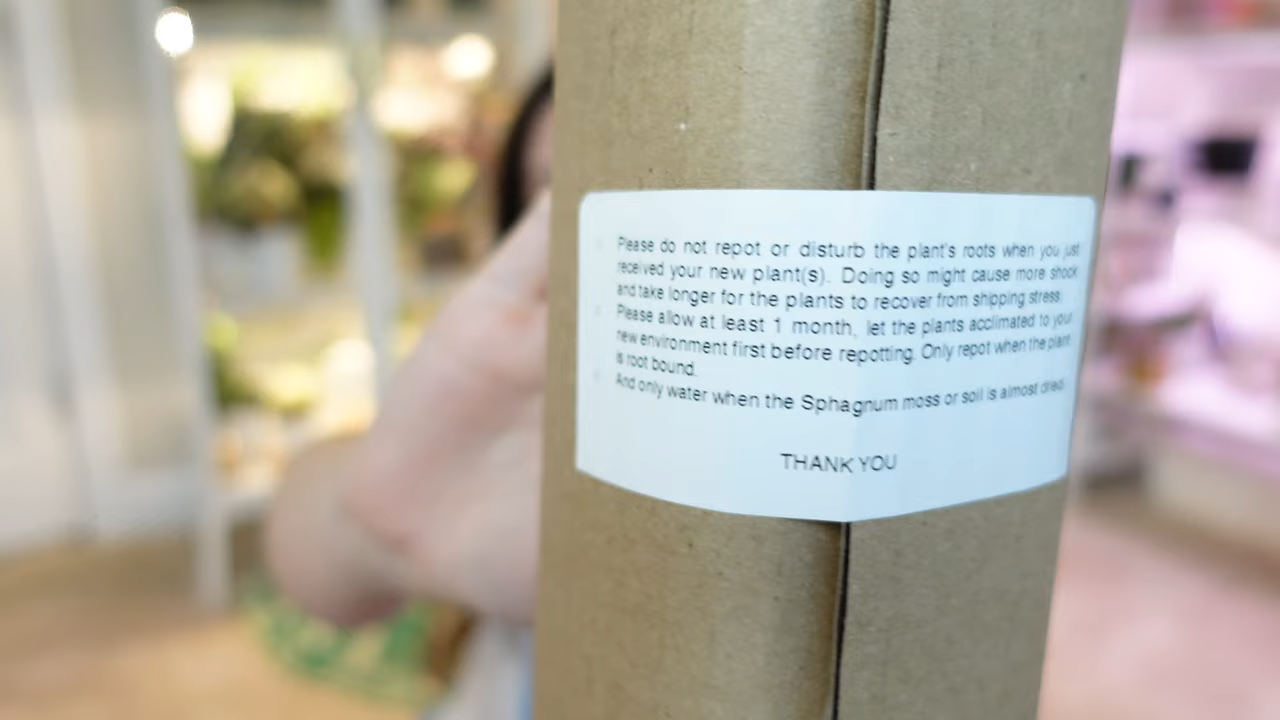 Please do not repot or disturb the plant's roots when you just
received your new plant(s). Doing so might cause more shock
and take longer for the plants to recover from shipping stress
Please allow at least 1 month, let the plants acclimated to your
new environment first before repotting. Only repot when the plant
is root bound.
And only water when the Sphagnum moss or soil is almost dried.
THANK YOU